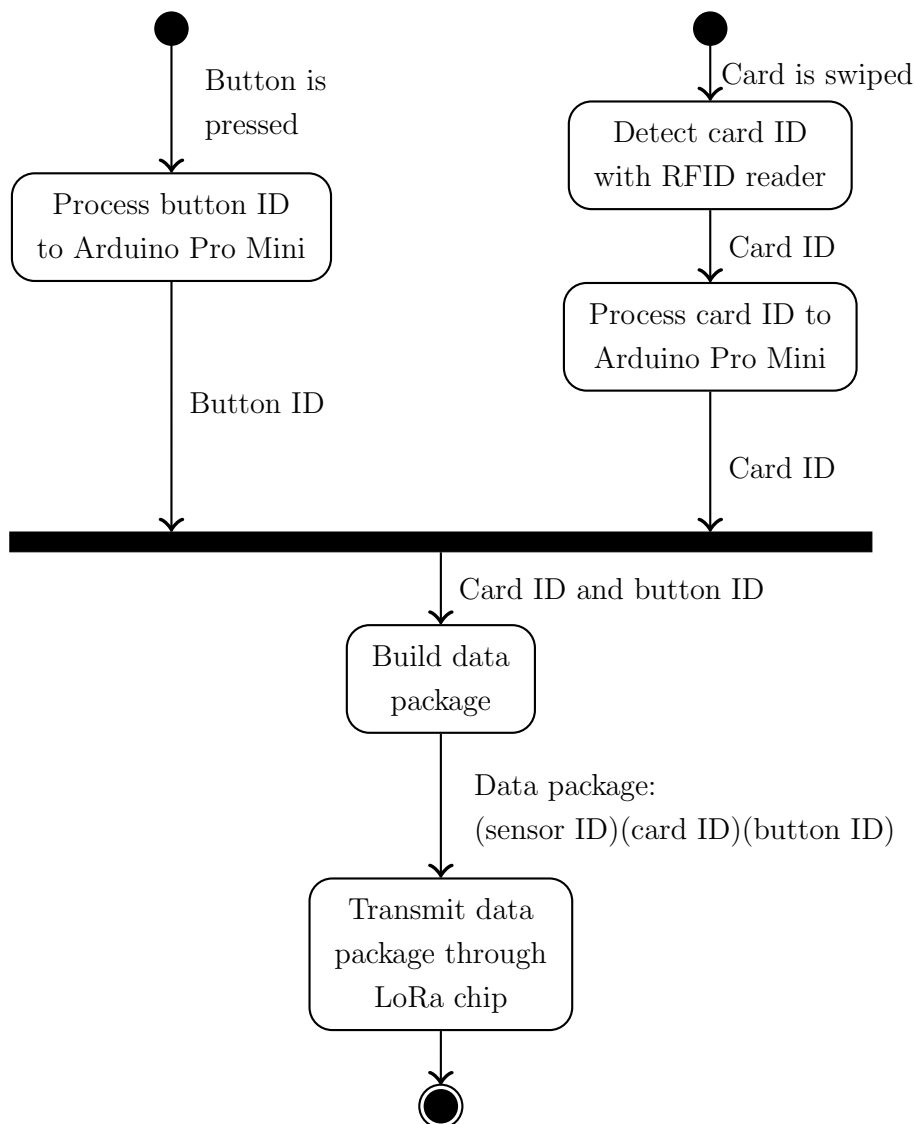 Button is
pressed
Process button ID
to Arduino Pro Mini
Button ID
Card is swiped
Detect card ID
with RFID reader
Card ID
Process card ID to
Arduino Pro Mini
Card ID
Card ID and button ID
Build data
package
Data package:
(sensor ID)(card ID)(button ID)
Transmit data
package through
LoRa chip